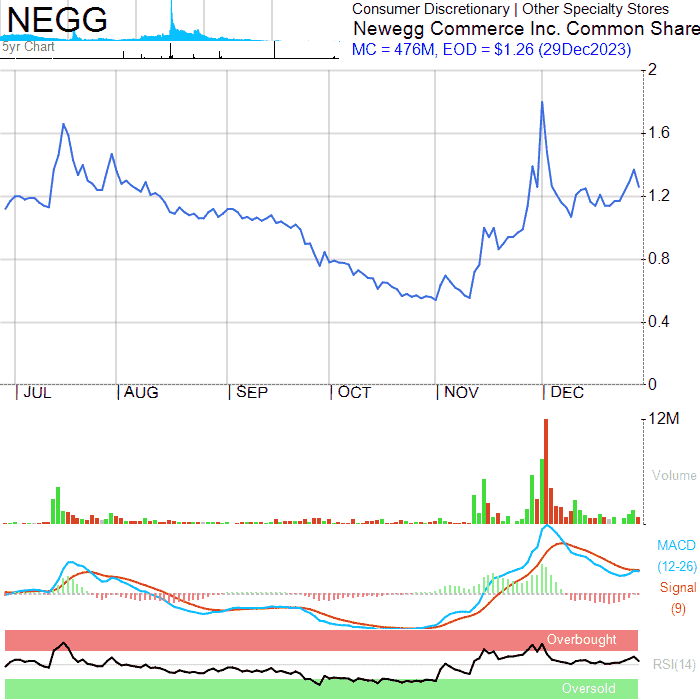 NEGG
5yr Chart
Consumer Discretionary | Other Specialty Stores
Newegg Commerce Inc. Common Share
MC = 476M, EOD = $1.26 (29Dec2023)
2
1.6
1.2
0.8
0.4
0
JUL AUG SEP OCT NOV DEC
12M
Volume
MACD
(12-26)
Signal
(9)
Overbought
RSI(14)
Oversold